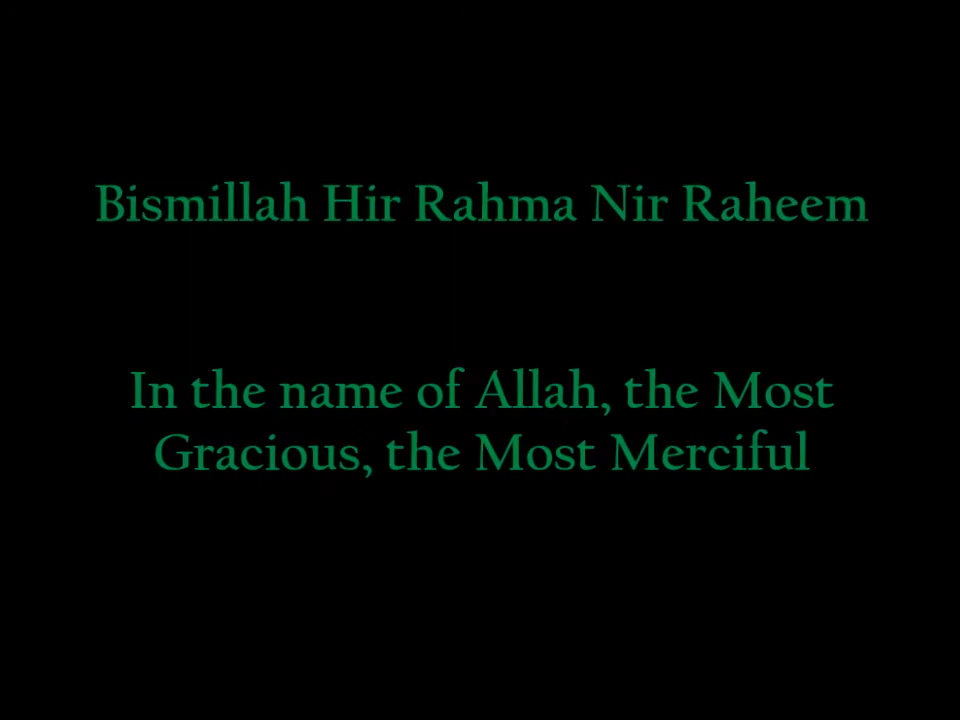 Bismillah Hir Rahma Nir Raheem
In the name of Allah, the Most
Gracious, the Most Merciful